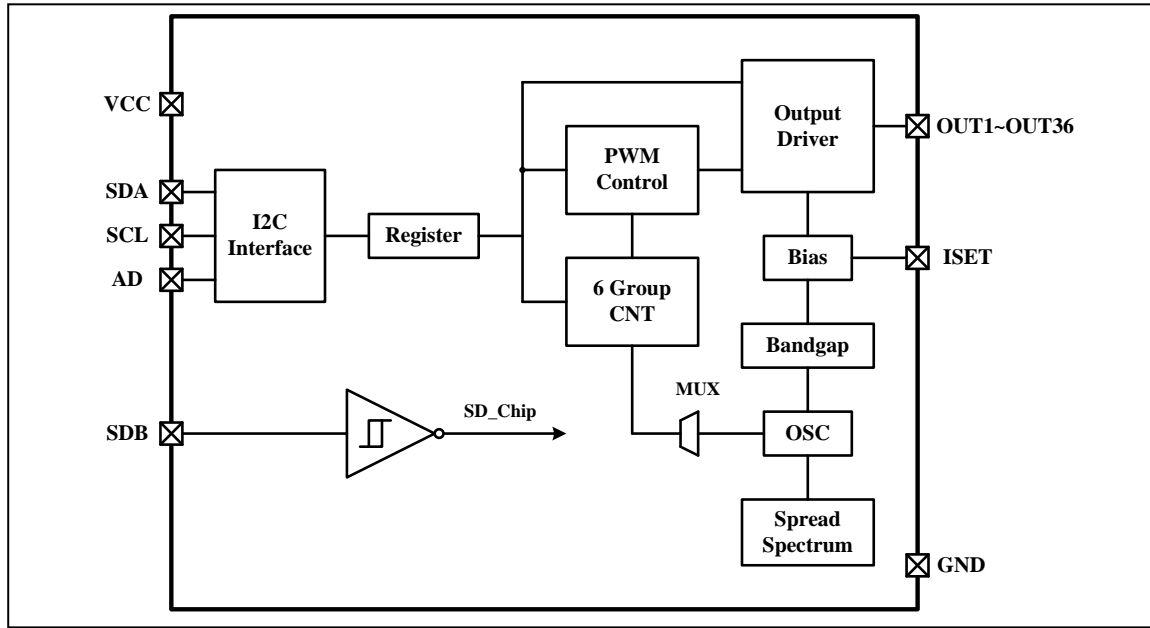 VCC
SDA
SCL
AD
SDB
I2C
Interface
Register
SD_Chip
PWM
Control
6 Group
CNT
MUX
Output
Driver
Bias
Bandgap
OSC
Spread
Spectrum
OUT1~OUT36
ISET
GND